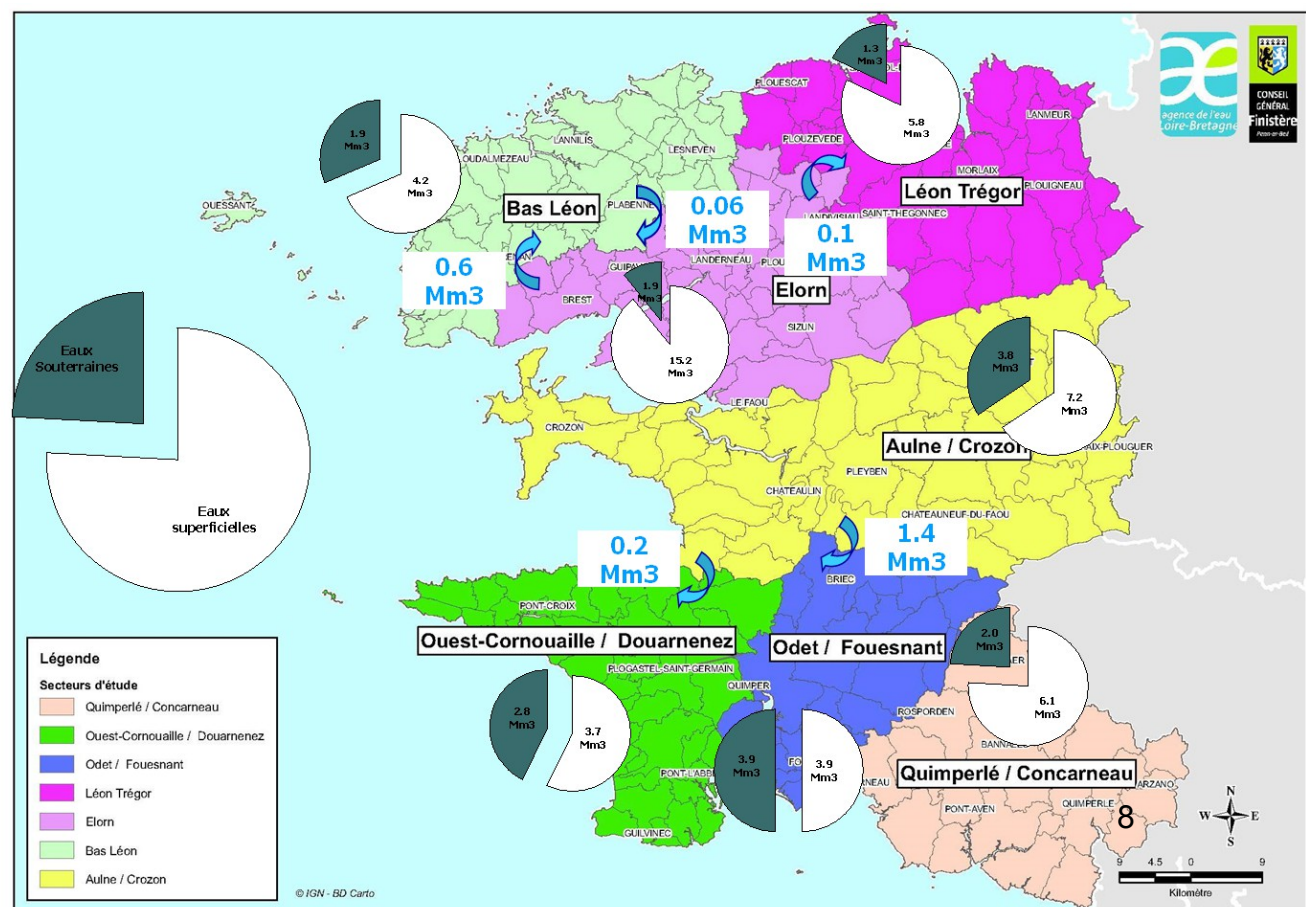 1.3
Mm3
5.8
Mm3
PLOUESCAT
PLOUZEVEDE
LANMEUR
MORLAIX
PLOUIGNEAU
Léon Trégor
SAINT-THEGONNEC
agence de l'eau
Loire-Bretagne
CONSEIL
GÉNÉRAL
Finistère
Penn-ar-Bed
1.9
Mm3
4.2
Mm3
OUDALMEZEAU
LANNILIS
LESNEVEN
OUESSANT
Bas Léon
PLABENNE
0.06
Mm3
0.1
Mm3
0.6
Mm3
LANDIVISIAU
LANDERNEAU
BREST
Elorn
1.9
Mm3
15.2
Mm3
SIZUN
LE FAOU
Eaux
Souterraines
Eaux
superficielles
3.8
Mm3
7.2
Mm3
CROZON
Aulne / Crozon
AIX-PLOUGUER
PLEYBEN
CHATEAULIN
CHATEAUNEUF-DU-FAOU
0.2
Mm3
1.4
Mm3
BRIEC
PONT-CROIX
Ouest-Cornouaille / Douarnenez
Odet / Fouesnant
PLOGASTEL-SAINT-GERMAIN
QUIMPER
2.0
Mm3
6.1
Mm3
ROSPORDEN
2.8
Mm3
3.7
Mm3
3.9
Mm3
3.9
Mm3
Quimperlé / Concarneau
PONT-AVEN
QUIMPERLE
ARZANO
8
GUILVINEC
Légende
Secteurs d'étude
Quimperlé / Concarneau
Ouest-Cornouaille / Douarnenez
Odet / Fouesnant
Léon Trégor
Elorn
Bas Léon
Aulne / Crozon
© IGN - BD Carto
N
W E
S
9 4.5 0 9
Kilomètre